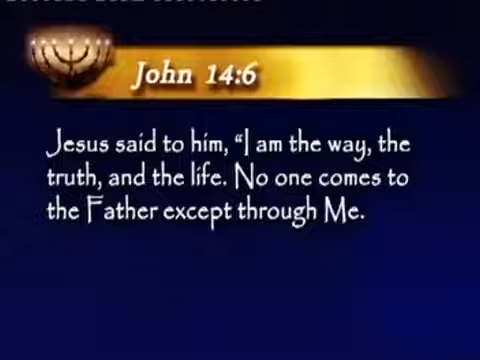 John 14:6
Jesus said to him, “I am the way, the
truth, and the life. No one comes to
the Father except through Me.